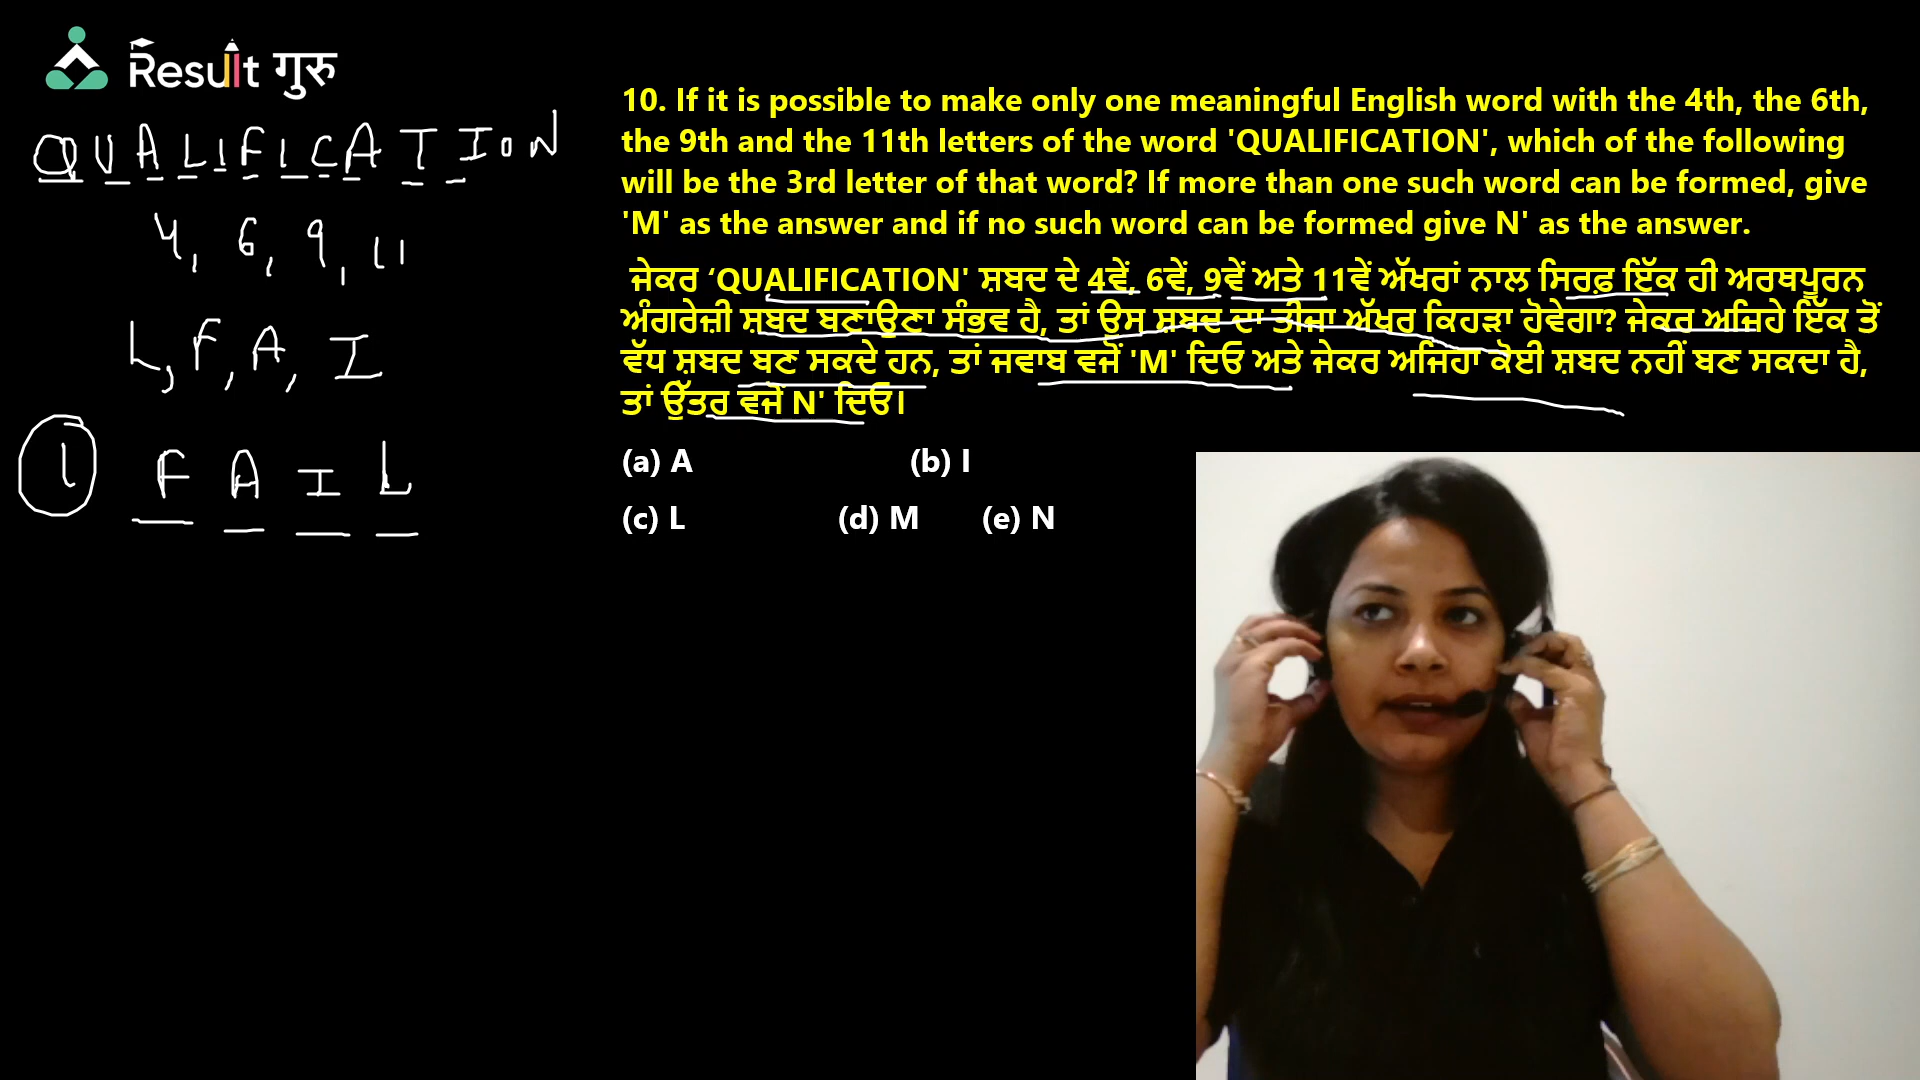 Result गुरु
QUALIFICATION
4, 6, 9, 11
L, F, A, I
1 F A I L
10. If it is possible to make only one meaningful English word with the 4th, the 6th,
the 9th and the 11th letters of the word 'QUALIFICATION', which of the following
will be the 3rd letter of that word? If more than one such word can be formed, give
'M' as the answer and if no such word can be formed give N' as the answer.
ਜੇਕਰ ‘QUALIFICATION' ਸ਼ਬਦ ਦੇ 4ਵੇਂ, 6ਵੇਂ, 9ਵੇਂ ਅਤੇ 11ਵੇਂ ਅੱਖਰਾਂ ਨਾਲ ਸਿਰਫ਼ ਇੱਕ ਹੀ ਅਰਥਪੂਰਨ
ਅੰਗਰੇਜ਼ੀ ਸ਼ਬਦ ਬਣਾਉਣਾ ਸੰਭਵ ਹੈ, ਤਾਂ ਉਸ ਸ਼ਬਦ ਦਾ ਤੀਜਾ ਅੱਖਰ ਕਿਹੜਾ ਹੋਵੇਗਾ? ਜੇਕਰ ਅਜਿਹੇ ਇੱਕ ਤੋਂ
ਵੱਧ ਸ਼ਬਦ ਬਣ ਸਕਦੇ ਹਨ, ਤਾਂ ਜਵਾਬ ਵਜੋਂ 'M' ਦਿਓ ਅਤੇ ਜੇਕਰ ਅਜਿਹਾ ਕੋਈ ਸ਼ਬਦ ਨਹੀਂ ਬਣ ਸਕਦਾ ਹੈ,
ਤਾਂ ਉੱਤਰ ਵਜੋਂ N' ਦਿਓ।
(a) A (b) I
(c) L (d) M (e) N